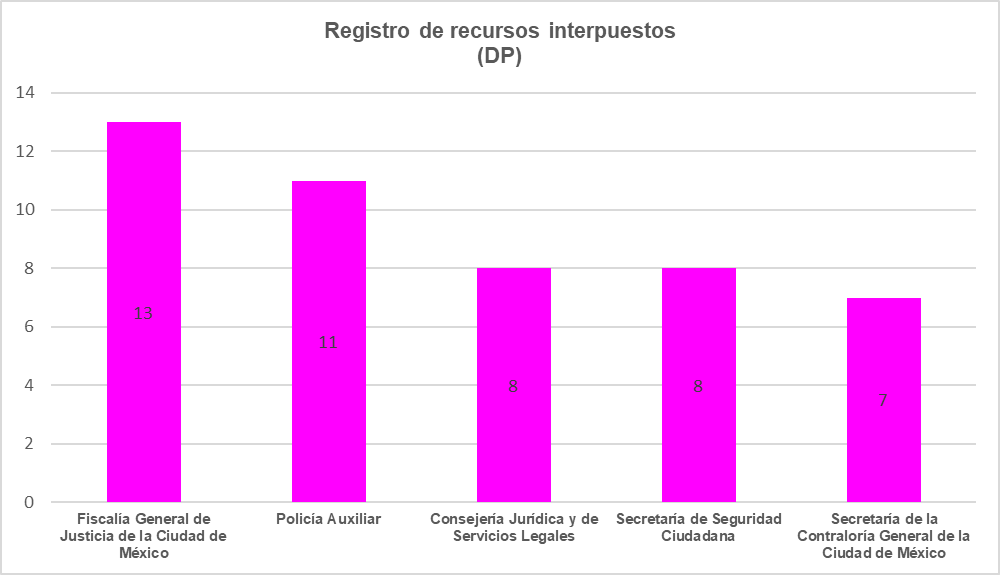 Registro de recursos interpuestos
(DP)
14
12
10
8
6
4
2
0
13
11
8
8
7
Fiscalía General de
Justicia de la Ciudad de
México
Policía Auxiliar
Consejería Jurídica y de
Servicios Legales
Secretaría de Seguridad
Ciudadana
Secretaría de la
Contraloría General de la
Ciudad de México